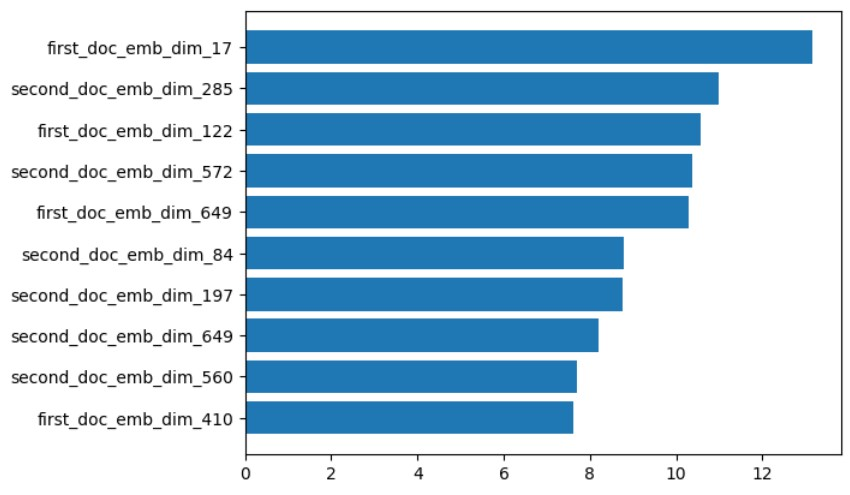 first_doc_emb_dim_17
second_doc_emb_dim_285
first_doc_emb_dim_122
second_doc_emb_dim_572
first_doc_emb_dim_649
second_doc_emb_dim_84
second_doc_emb_dim_197
second_doc_emb_dim_649
second_doc_emb_dim_560
first_doc_emb_dim_410
0 2 4 6 8 10 12